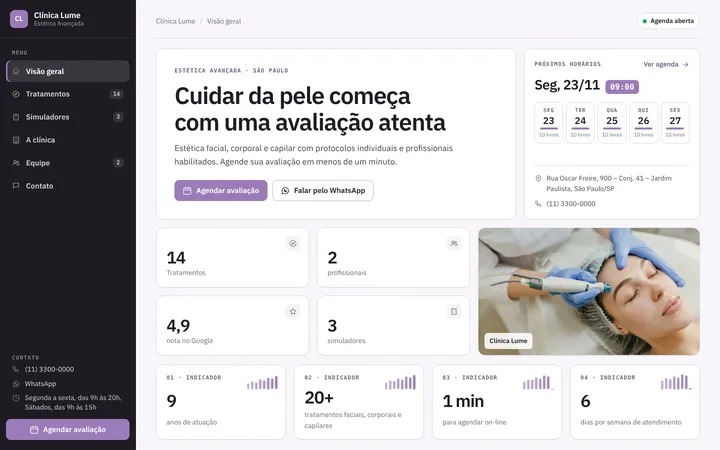 CL
Clínica Lume
Estética Avançada
MENU
Visão geral
Tratamentos 14
Simuladores 3
A clínica
Equipe 2
Contato
CONTATO
(11) 3300-0000
WhatsApp
Segunda a sexta, das 9h às 20h,
Sábados, das 9h às 15h
Agendar avaliação
Clínica Lume / Visão geral
Agenda aberta
ESTÉTICA AVANÇADA · SÃO PAULO
Cuidar da pele começa
com uma avaliação atenta
Estética facial, corporal e capilar com protocolos individuais e profissionais
habilitados. Agende sua avaliação em menos de um minuto.
Agendar avaliação
Falar pelo WhatsApp
PRÓXIMOS HORÁRIOS
Ver agenda →
Seg, 23/11 09:00
SEG TER QUA QUI SEX
23 24 25 26 27
10 livres 10 livres 10 livres 10 livres 10 livres
Rua Oscar Freire, 900 – Conj. 41 – Jardim
Paulista, São Paulo/SP
(11) 3300-0000
14
Tratamentos
2
profissionais
4,9
nota no Google
3
simuladores
Clínica Lume
01 · INDICADOR
9
anos de atuação
02 · INDICADOR
20+
tratamentos faciais, corporais e
capilares
03 · INDICADOR
1 min
para agendar on-line
04 · INDICADOR
6
dias por semana de atendimento